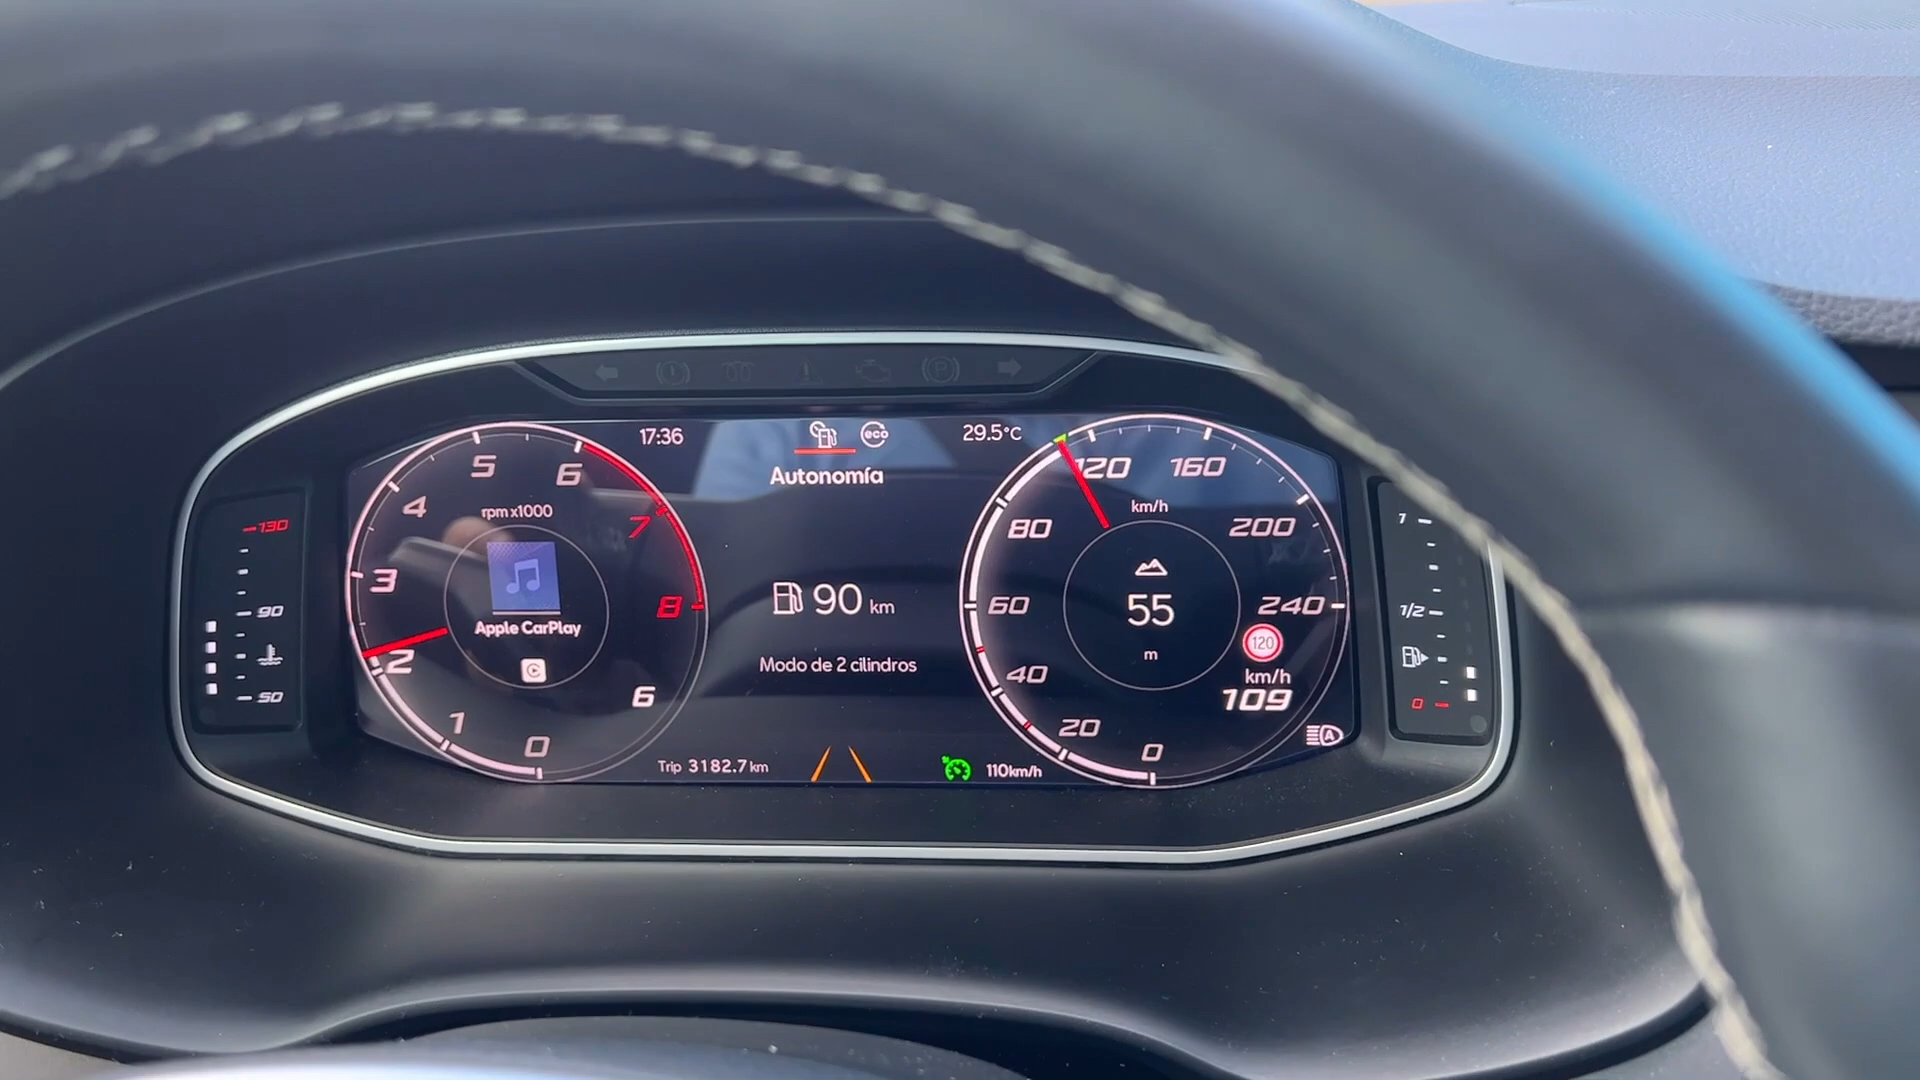 17:36
eco
29.5°C
Autonomía
130
90
50
rpm x1000
0
1
2
3
4
5
6
7
8
6
Apple CarPlay
90 km
Modo de 2 cilindros
Trip 3182.7 km
110km/h
km/h
0
20
40
60
80
120
160
200
240
55
m
120
km/h
109
A
1
1/2
0
P